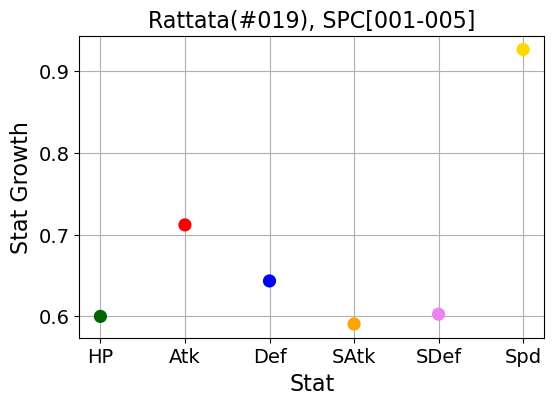 Rattata(#019), SPC[001-005]
Stat Growth
0.9
0.8
0.7
0.6
HP Atk Def SAtk SDef Spd
Stat